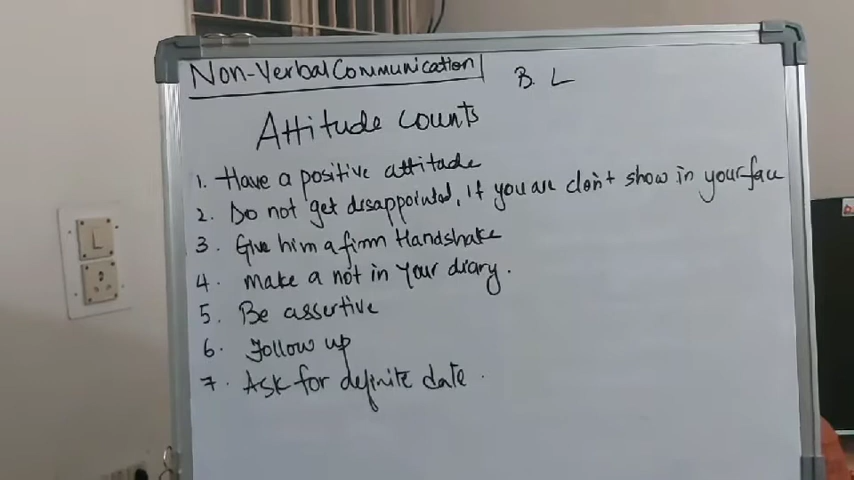 Non-Verbal Communication B. L
Attitude counts
1. Have a positive attitade
2. Do not get disappointed, if you are don't show in your face
3. Give him a firm Handshake
4. make a not in your diary.
5. Be assertive
6. Follow up
7. Ask for definite date.